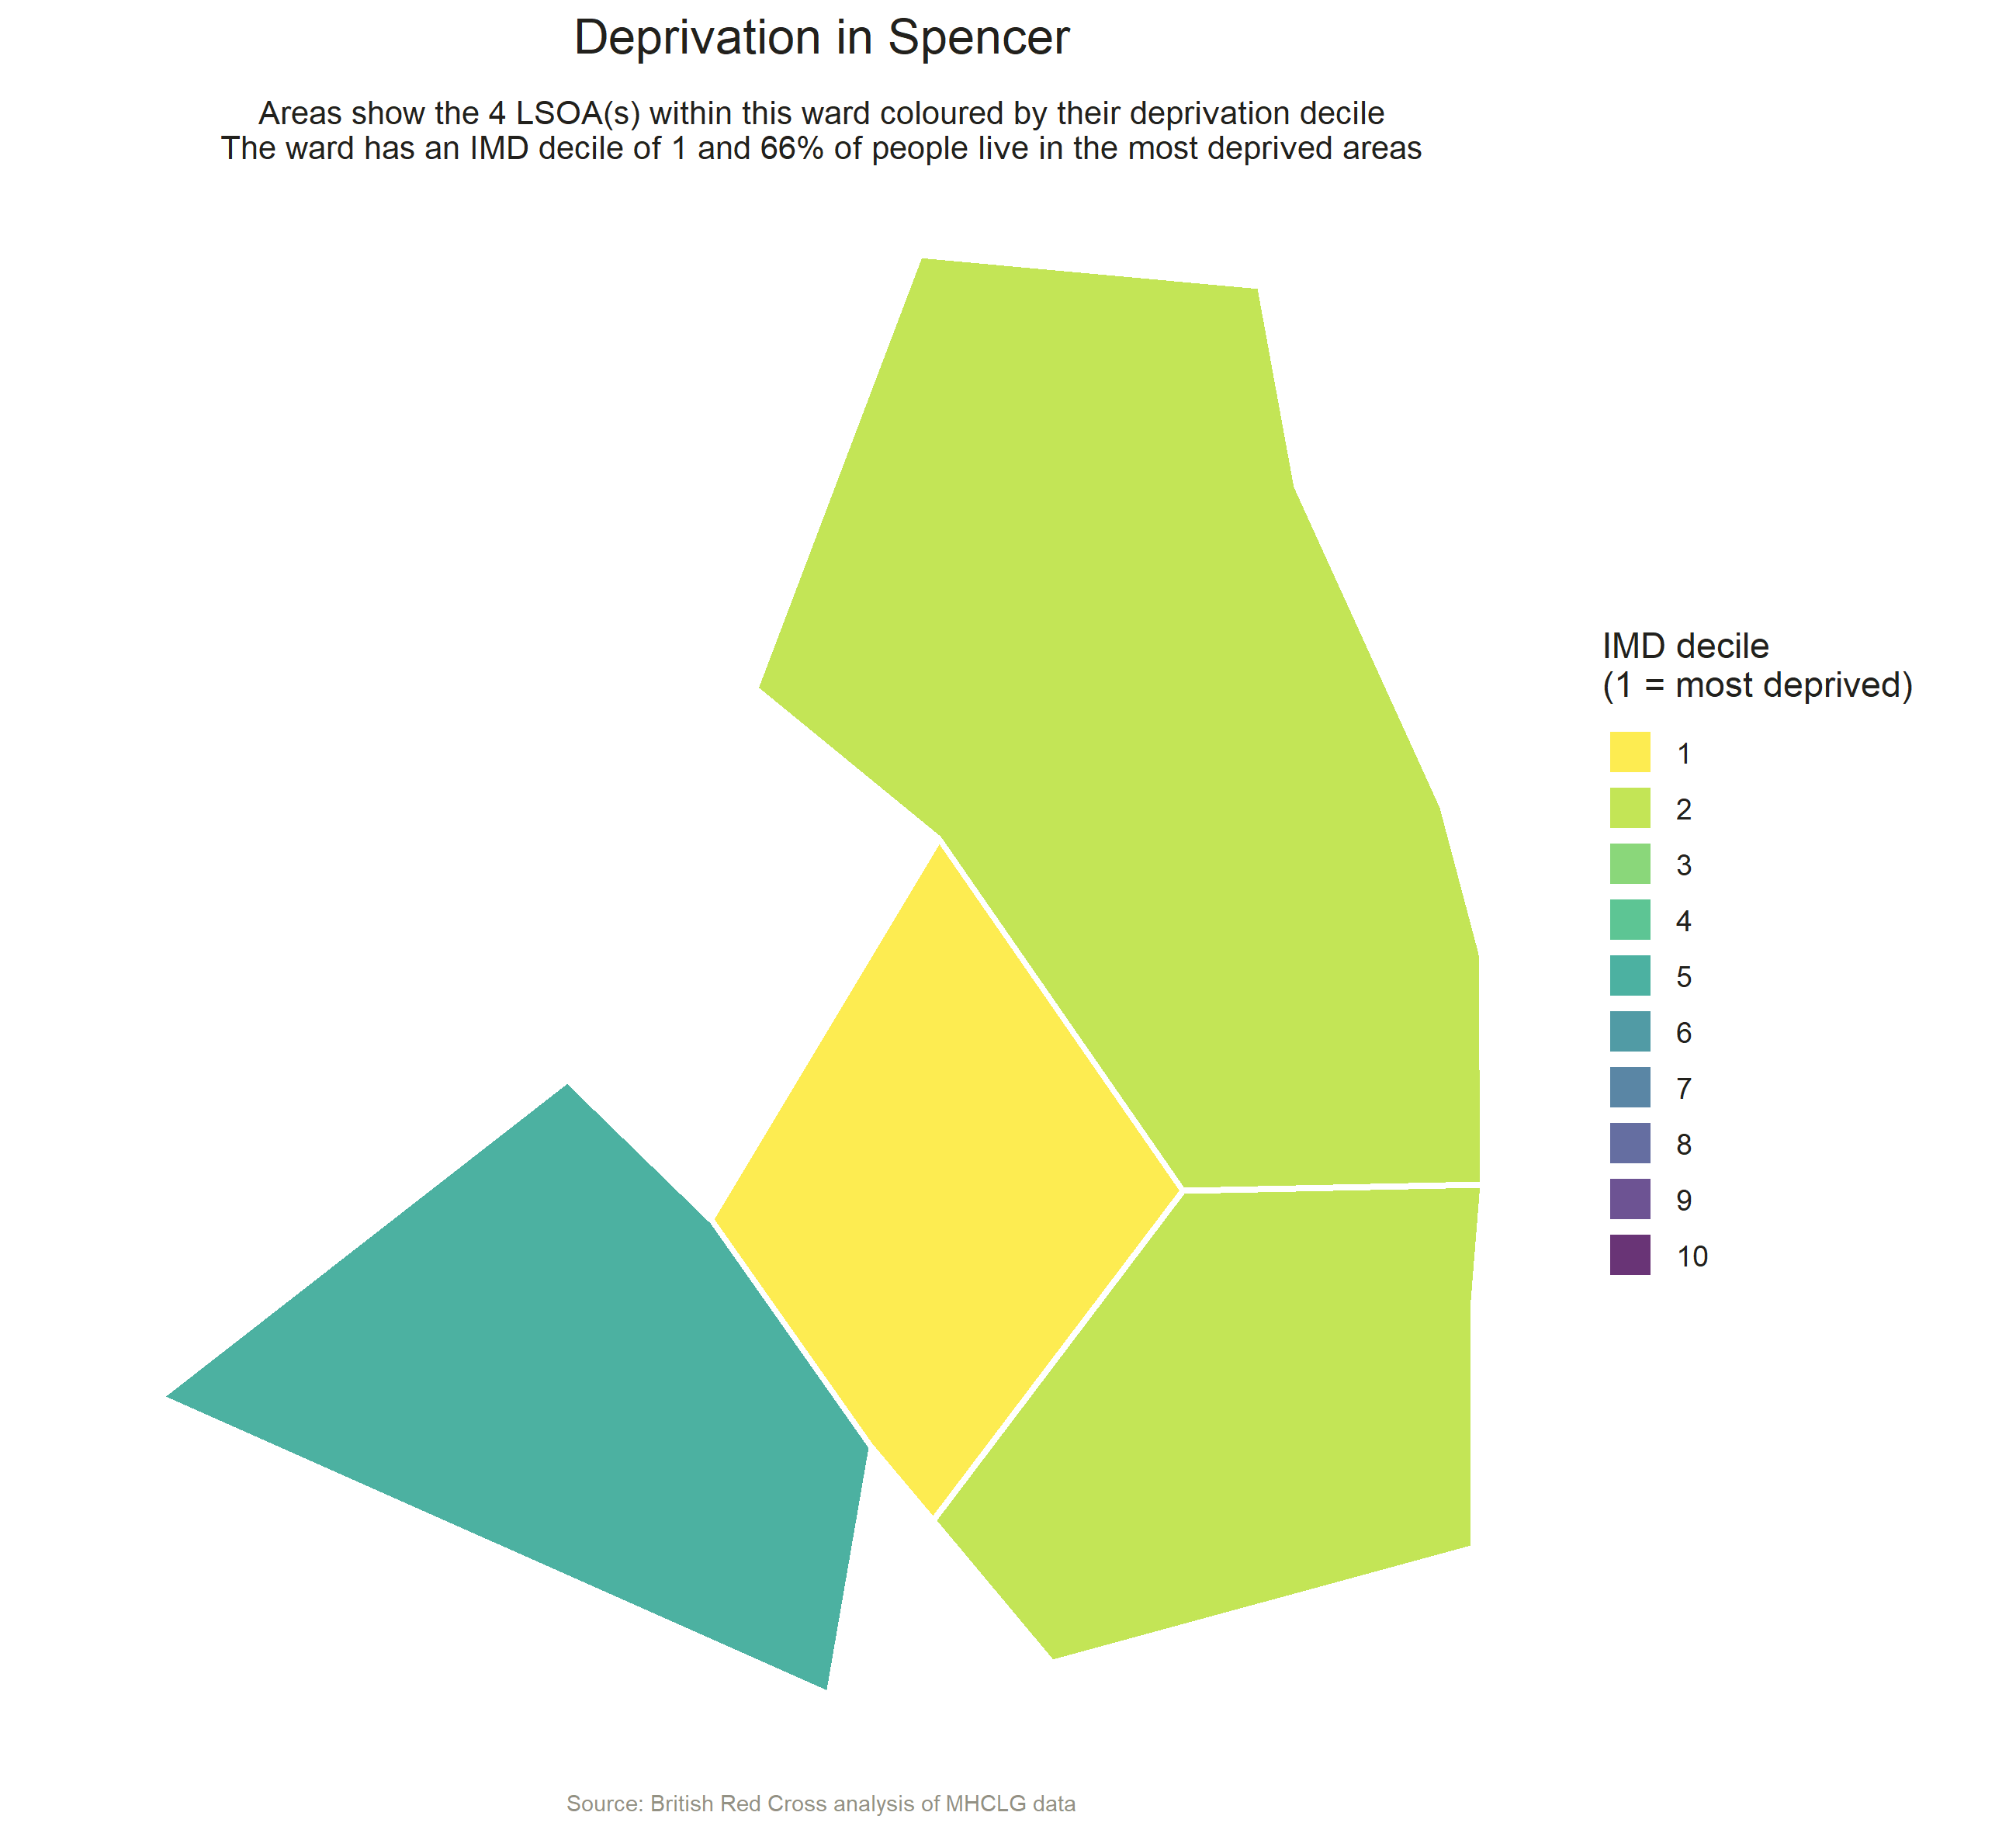 Deprivation in Spencer
Areas show the 4 LSOA(s) within this ward coloured by their deprivation decile
The ward has an IMD decile of 1 and 66% of people live in the most deprived areas
IMD decile
(1 = most deprived)
1
2
3
4
5
6
7
8
9
10
Source: British Red Cross analysis of MHCLG data